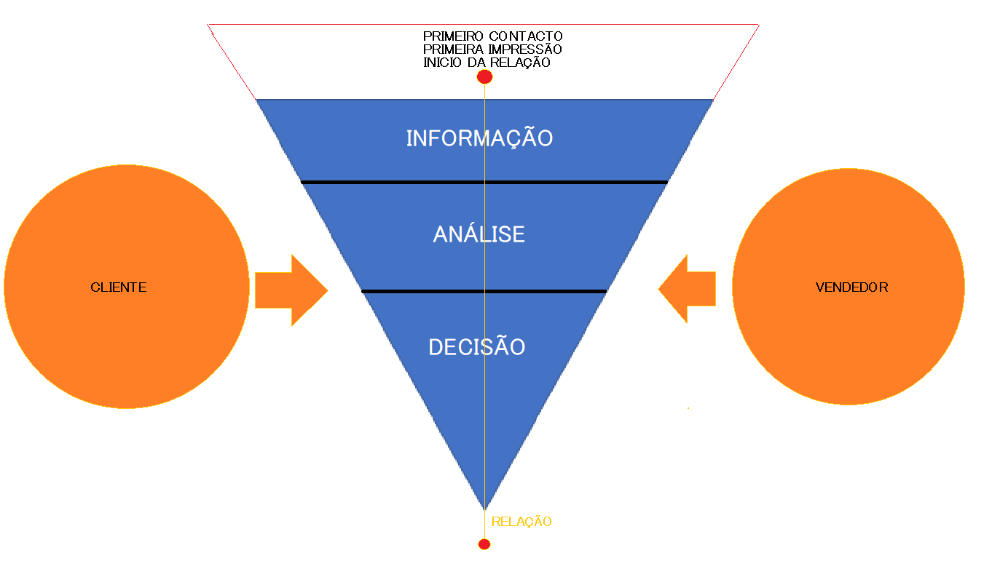 PRIMEIRO CONTACTO
PRIMEIRA IMPRESSÃO
INICIO DA RELAÇÃO
INFORMAÇÃO
ANÁLISE
CLIENTE
VENDEDOR
DECISÃO
RELAÇÃO